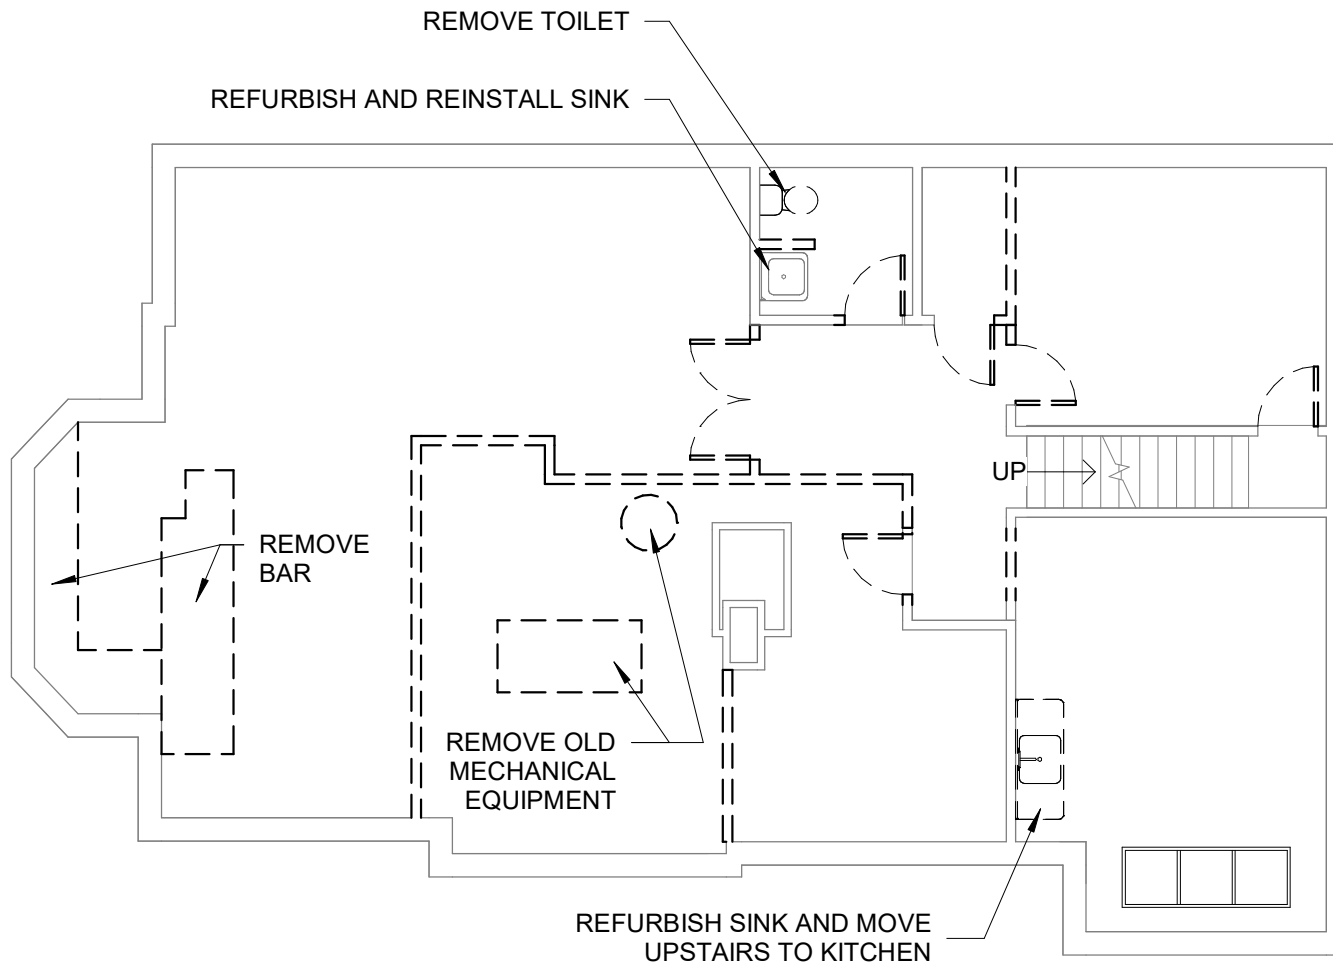 REMOVE TOILET
REFURBISH AND REINSTALL SINK
UP
REMOVE
BAR
REMOVE OLD
MECHANICAL
EQUIPMENT
REFURBISH SINK AND MOVE
UPSTAIRS TO KITCHEN